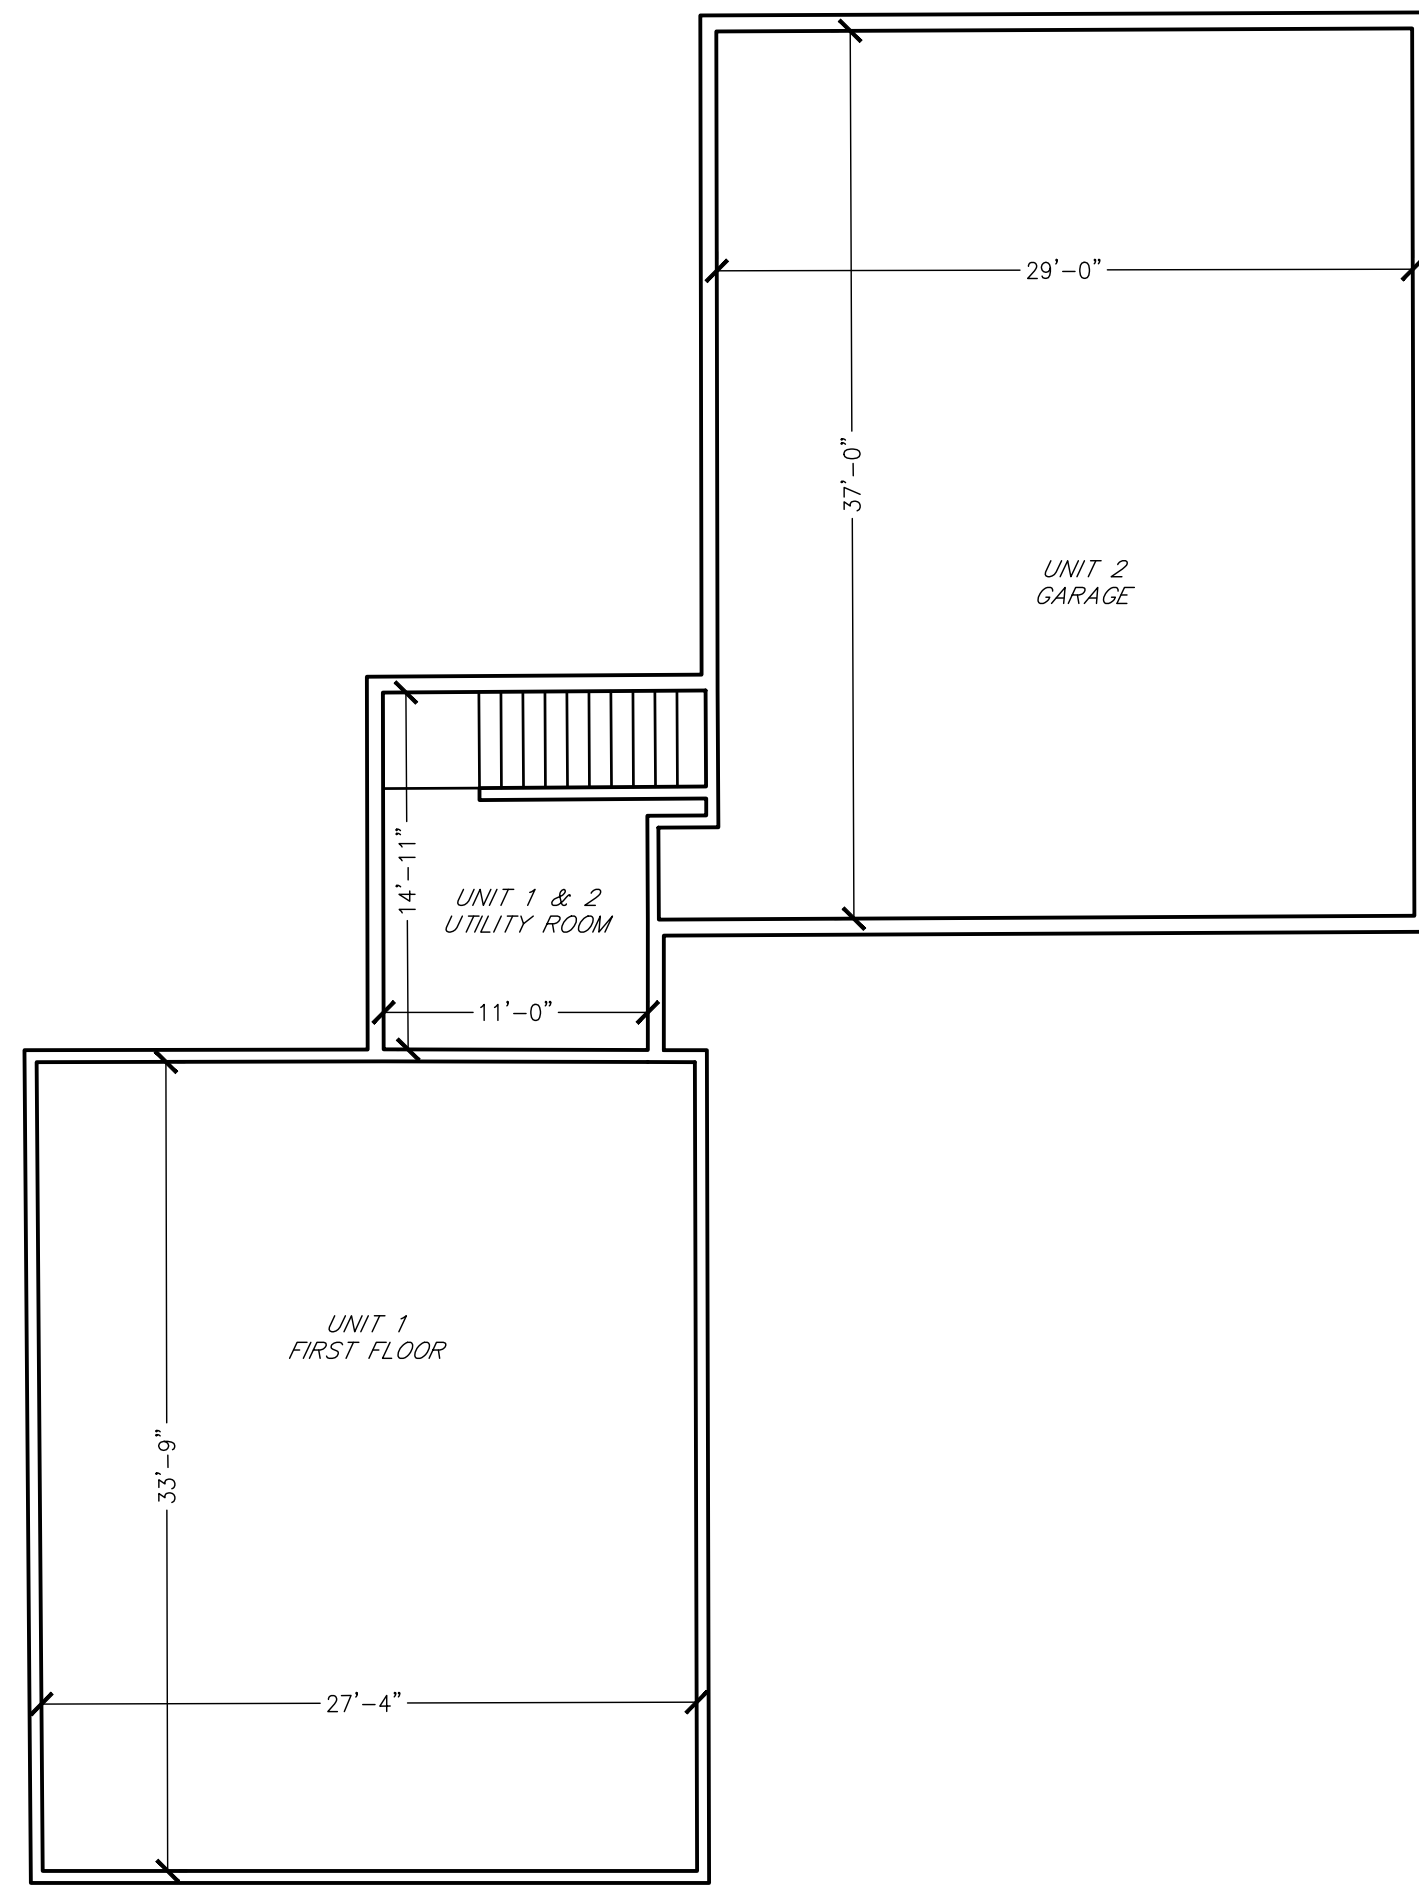 29'-0"
37'-0"
UNIT 2
GARAGE
14'-11"
UNIT 1 & 2
UTILITY ROOM
11'-0"
UNIT 1
FIRST FLOOR
33'-9"
27'-4"